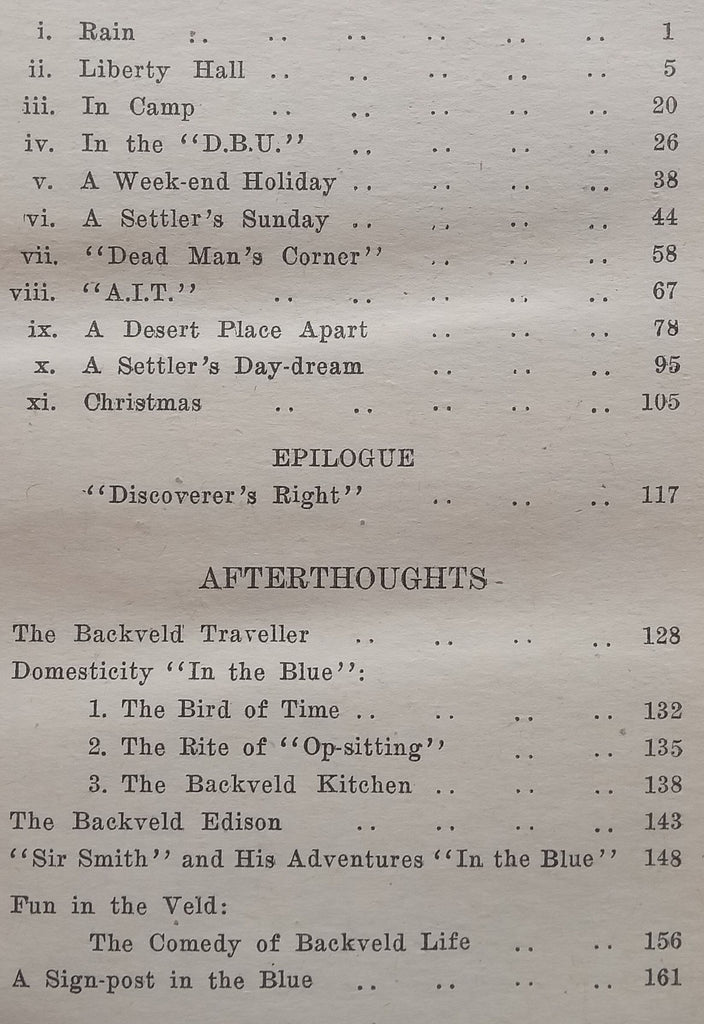 i. Rain .. .. .. .. .. .. 1
ii. Liberty Hall .. .. .. .. .. 5
iii. In Camp .. .. .. .. .. 20
iv. In the “D.B.U.” .. .. .. .. 26
v. A Week-end Holiday .. .. .. .. 38
vi. A Settler’s Sunday .. .. .. .. 44
vii. “Dead Man’s Corner” .. .. .. 58
viii. “A.I.T.” .. .. .. .. .. 67
ix. A Desert Place Apart .. .. .. 78
x. A Settler’s Day-dream .. .. .. 95
xi. Christmas .. .. .. .. .. 105
EPILOGUE
“Discoverer’s Right” .. .. .. 117
AFTERTHOUGHTS
The Backveld Traveller .. .. .. .. 128
Domesticity “In the Blue”:
1. The Bird of Time .. .. .. .. 132
2. The Rite of “Op-sitting” .. .. 135
3. The Backveld Kitchen .. .. .. 138
The Backveld Edison .. .. .. .. 143
“Sir Smith” and His Adventures “In the Blue” 148
Fun in the Veld:
The Comedy of Backveld Life .. .. 156
A Sign-post in the Blue .. .. .. .. 161